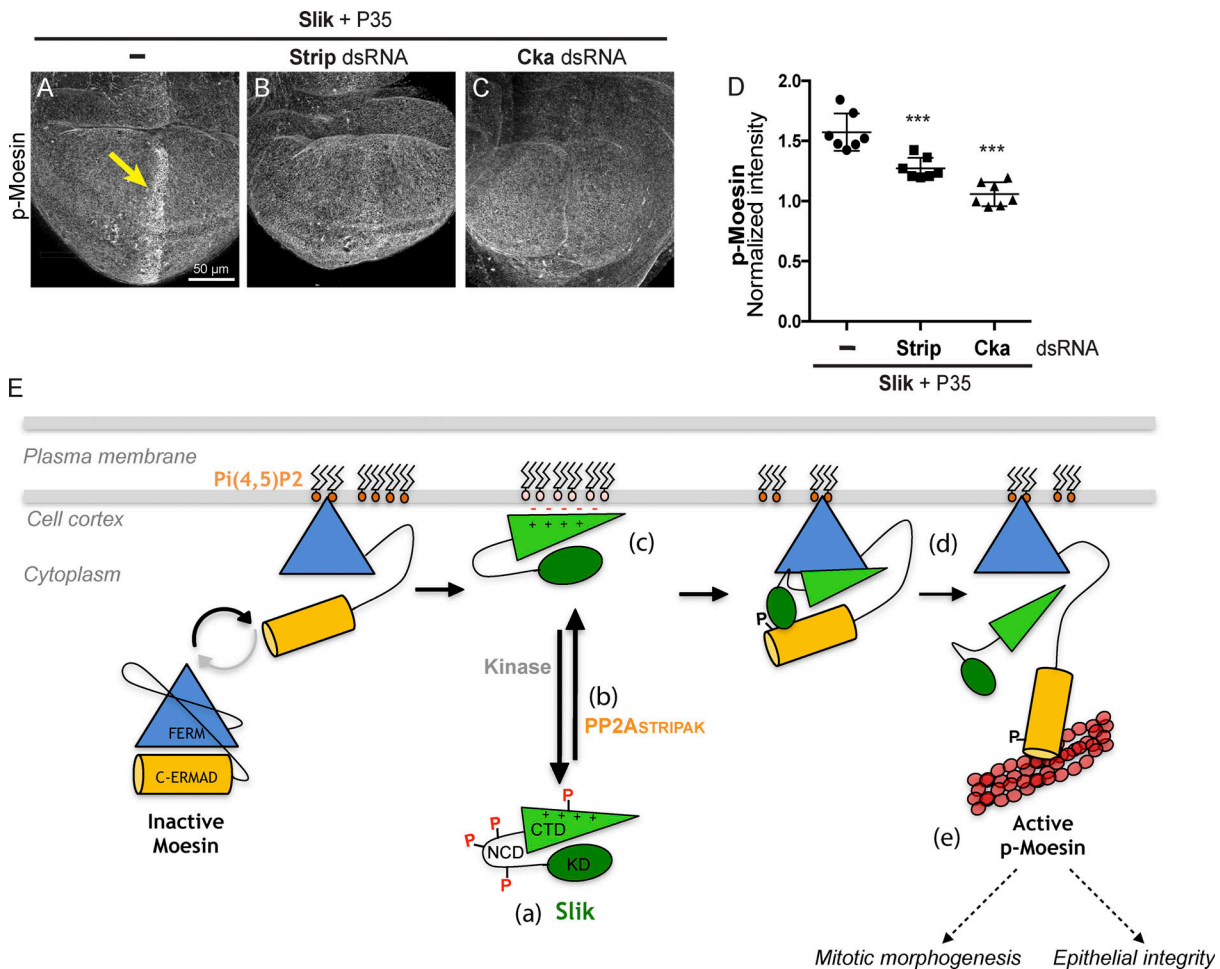 Slik + P35
– Strip dsRNA Cka dsRNA
A B C
p-Moesin
50 µm
D
p-Moesin
Normalized intensity
2.0
1.5
1.0
0.5
0.0
***
***
– Strip Cka dsRNA
Slik + P35
E
Plasma membrane
Pi(4,5)P2
Cell cortex
Cytoplasm
- - - - -
+ + + +
(c)
(d)
P
Kinase
(b)
PP2ASTRIPAK
FERM
C-ERMAD
Inactive
Moesin
P
P
P
P
+ + + +
CTD
NCD
KD
(a) Slik
P
(e)
Active
p-Moesin
Mitotic morphogenesis
Epithelial integrity